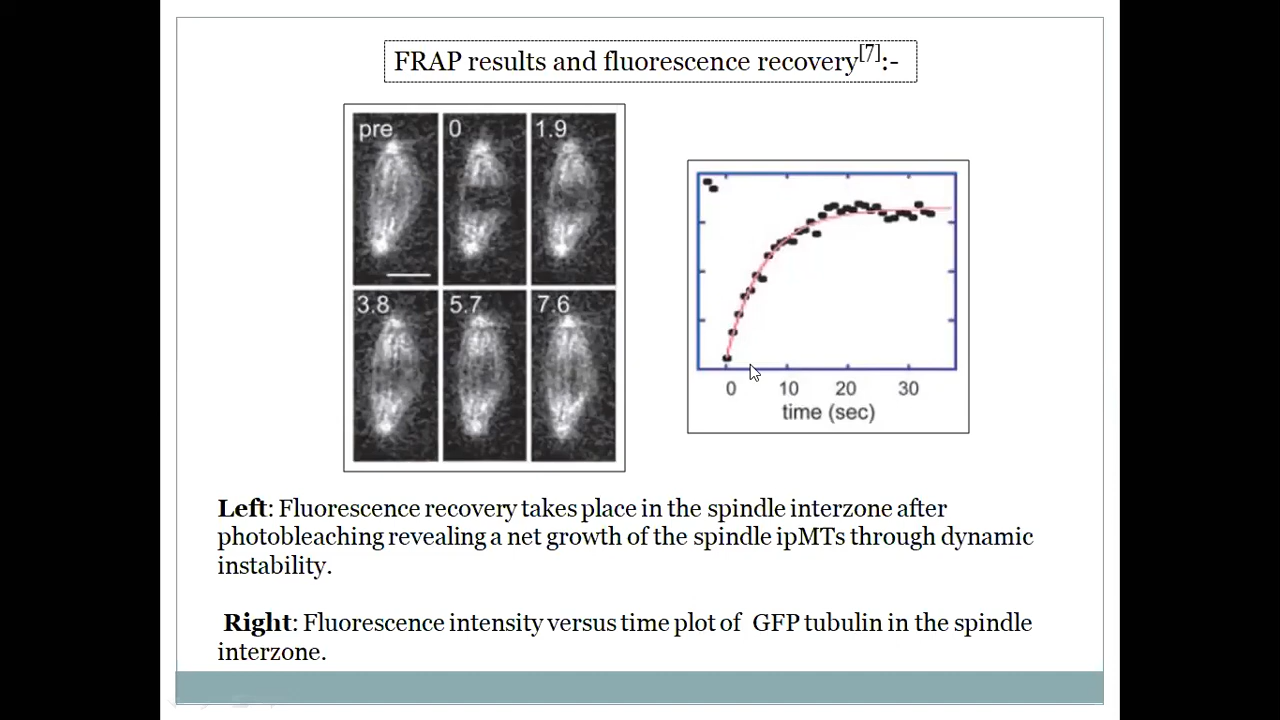 FRAP results and fluorescence recovery[7]:-
pre
0
1.9
3.8
5.7
7.6
0 10 20 30
time (sec)
Left: Fluorescence recovery takes place in the spindle interzone after
photobleaching revealing a net growth of the spindle ipMTs through dynamic
instability.
Right: Fluorescence intensity versus time plot of GFP tubulin in the spindle
interzone.